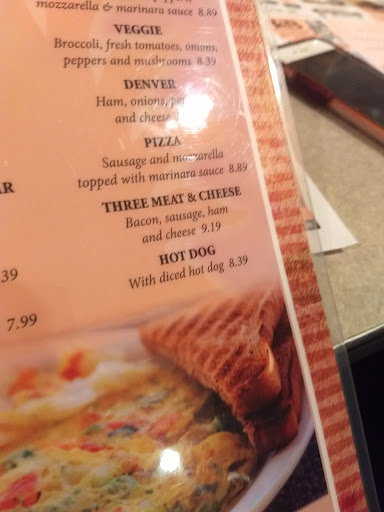 mozzarella & marinara sauce 8.89
VEGGIE
Broccoli, fresh tomatoes, onions,
peppers and mushrooms 8.39
DENVER
Ham, onions,
and cheese
PIZZA
Sausage and mozzarella
topped with marinara sauce 8.89
AR
THREE MEAT & CHEESE
Bacon, sausage, ham
and cheese 9.19
HOT DOG
With diced hot dog 8.39
39
7.99